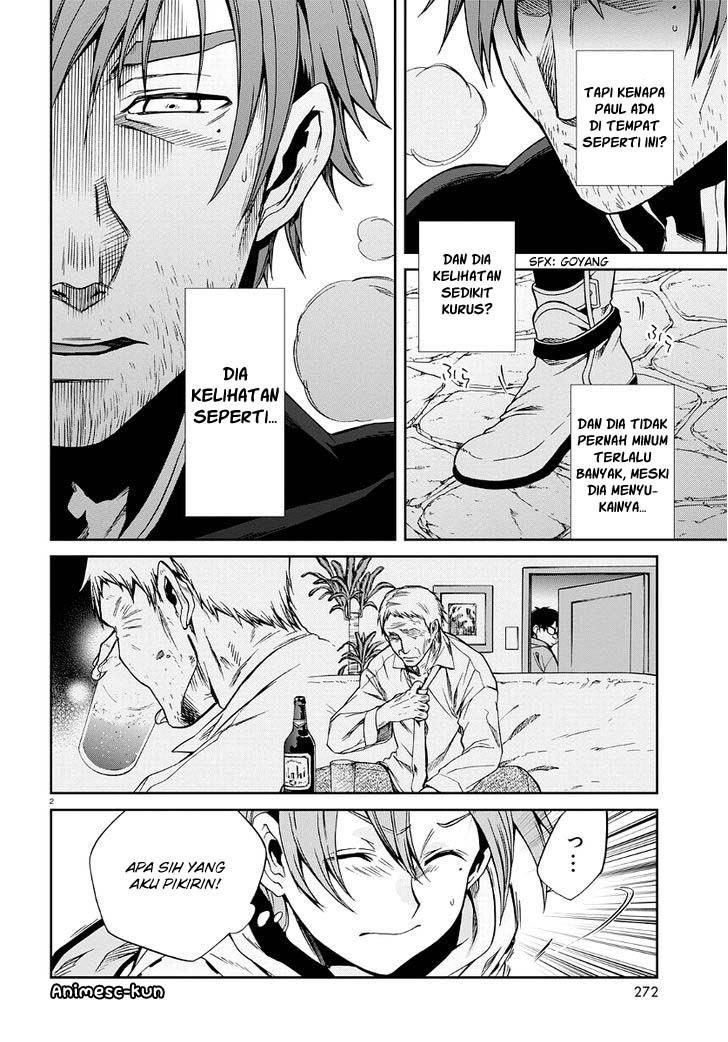 TAPI KENAPA
PAUL ADA
DI TEMPAT
SEPERTI INI?
DAN DIA
KELIHATAN
SEDIKIT
KURUS?
SFX: GOYANG
DAN DIA TIDAK
PERNAH MINUM
TERLALU
BANYAK, MESKI
DIA MENYU-
KAINYA...
DIA
KELIHATAN
SEPERTI...
2
APA SIH YANG
AKU PIKIRIN!
っ…
Animesc-kun
272